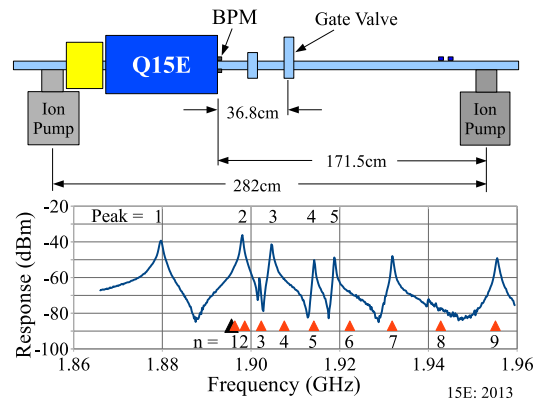 BPM
Gate Valve
Q15E
Ion
Pump
36.8cm
Ion
Pump
171.5cm
282cm
-20
Peak = 1 2 3 4 5
-40
-60
-80
n = 1 2 3 4 5 6 7 8 9
-100
1.86 1.88 1.90 1.92 1.94 1.96
Response (dBm)
Frequency (GHz)
15E: 2013